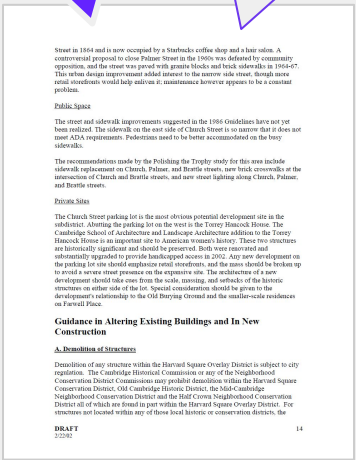 Street in 1864 and is now occupied by a Starbucks coffee shop and a hair salon. A
controversial proposal to close Palmer Street in the 1960s was defeated by community
opposition, and the street was paved with granite blocks and brick sidewalks in 1964-67.
This urban design improvement added interest to the narrow side street, though more
retail storefronts would help enliven it; maintenance however appears to be a constant
problem.
Public Space
The street and sidewalk improvements suggested in the 1986 Guidelines have not yet
been realized. The sidewalk on the east side of Church Street is so narrow that it does not
meet ADA requirements. Pedestrians need to be better accommodated on the busy
sidewalks.
The recommendations made by the Polishing the Trophy study for this area include
sidewalk replacement on Church, Palmer, and Brattle streets, new brick crosswalks at the
intersection of Church and Brattle streets, and new street lighting along Church, Palmer,
and Brattle streets.
Private Sites
The Church Street parking lot is the most obvious potential development site in the
subdistrict. Abutting the parking lot on the west is the Torrey Hancock House. The
Cambridge School of Architecture and Landscape Architecture addition to the Torrey
Hancock House is an important site to American women's history. These two structures
are historically significant and should be preserved. Both were renovated and
substantially upgraded to provide handicapped access in 2002. Any new development on
the parking lot site should emphasize retail storefronts, and the mass should be broken up
to avoid a severe street presence on the expansive site. The architecture of a new
development should take cues from the scale, massing, and setbacks of the historic
structures on either side of the lot. Special consideration should be given to the
development's relationship to the Old Burying Ground and the smaller-scale residences
on Farwell Place.
Guidance in Altering Existing Buildings and In New
Construction
A. Demolition of Structures
Demolition of any structure within the Harvard Square Overlay District is subject to city
regulation. The Cambridge Historical Commission or any of the Neighborhood
Conservation District Commissions may prohibit demolition within the Harvard Square
Conservation District, Old Cambridge Historic District, the Mid-Cambridge
Neighborhood Conservation District and the Half Crown Neighborhood Conservation
District all of which are found in part within the Harvard Square Overlay District. For
structures not located within any of those local historic or conservation districts, the
DRAFT 14
2/22/02